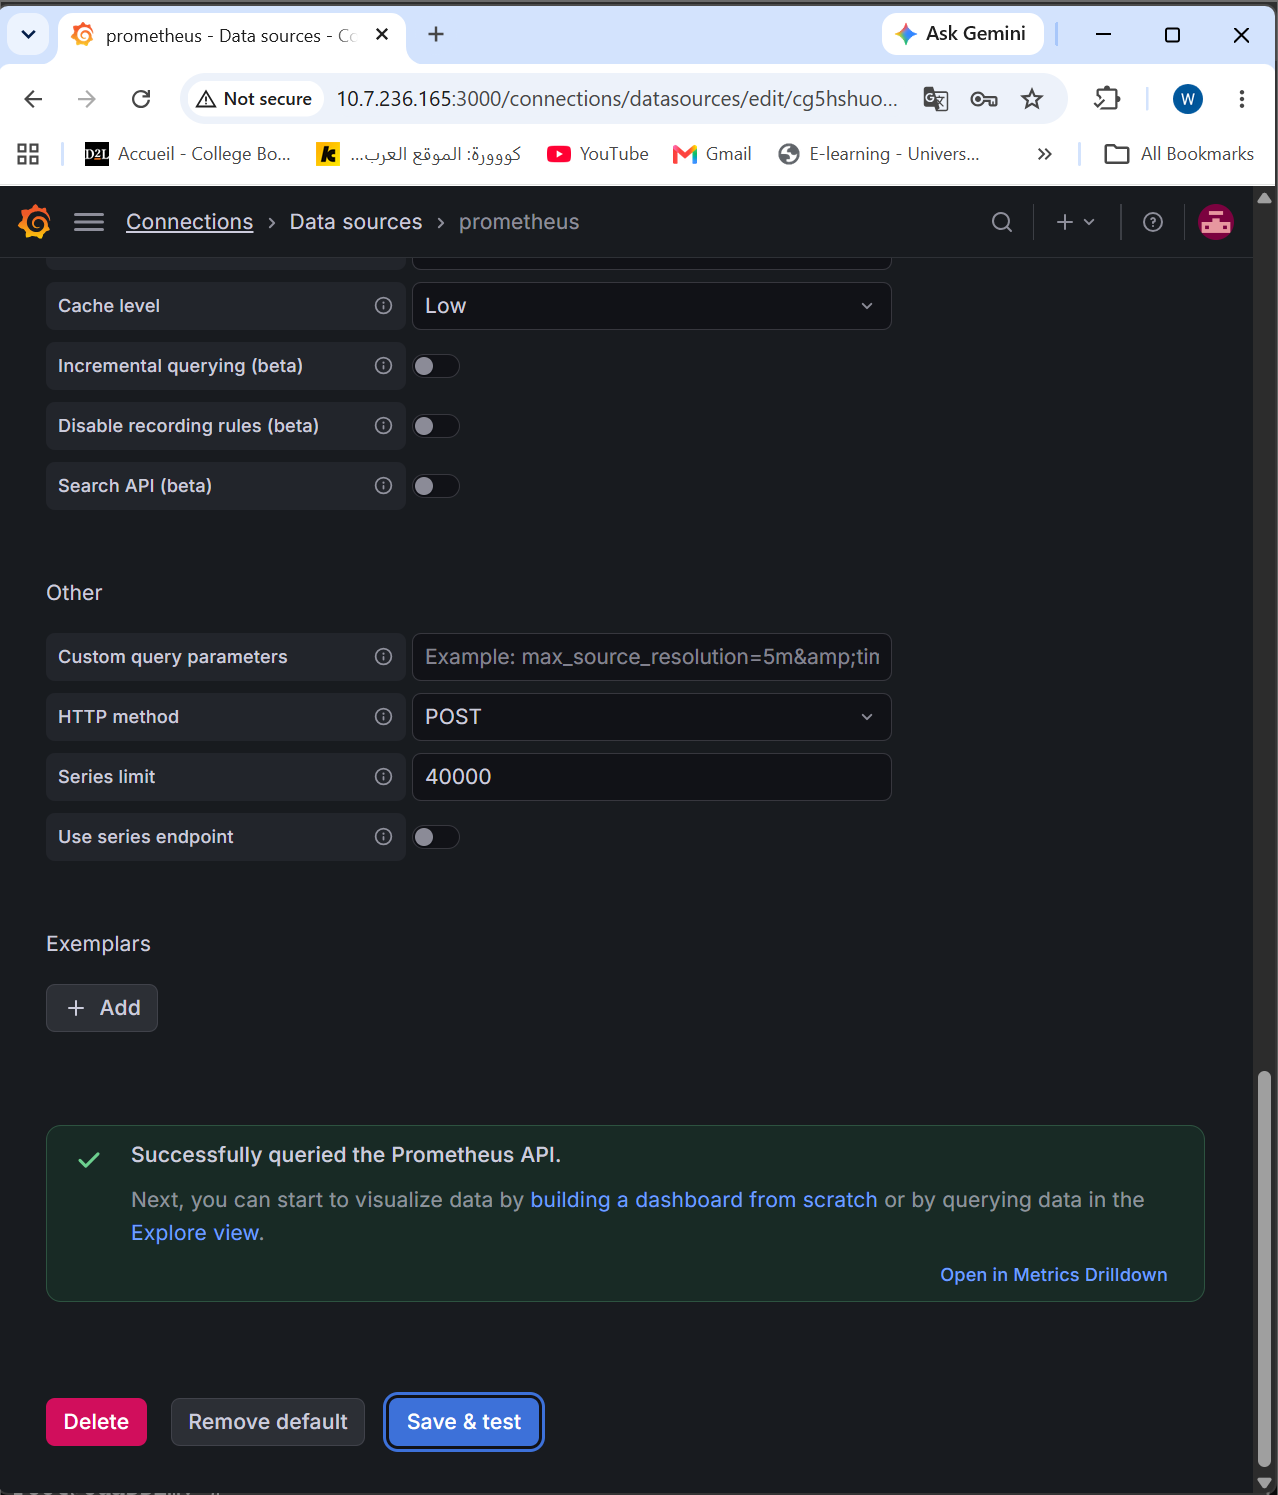 prometheus - Data sources - Co
Ask Gemini
Not secure
10.7.236.165:3000/connections/datasources/edit/cg5hshuo...
W
D2L
Accueil - College Bo...
k
كووورة: الموقع العرب...
YouTube
Gmail
E-learning - Univers...
All Bookmarks
Connections › Data sources › prometheus
Cache level
Low
Incremental querying (beta)
Disable recording rules (beta)
Search API (beta)
Other
Custom query parameters
Example: max_source_resolution=5m&amp;tim
HTTP method
POST
Series limit
40000
Use series endpoint
Exemplars
+ Add
Successfully queried the Prometheus API.
Next, you can start to visualize data by building a dashboard from scratch or by querying data in the
Explore view.
Open in Metrics Drilldown
Delete
Remove default
Save & test